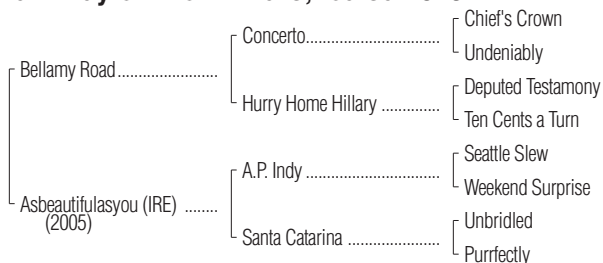 Concerto.................................... Chief's Crown
Undeniably
Bellamy Road........................
Hurry Home Hillary .............. Deputed Testamony
Ten Cents a Turn
A.P. Indy ................................ Seattle Slew
Weekend Surprise
Asbeautifulasyou (IRE) ........
(2005)
Santa Catarina ...................... Unbridled
Purrfectly